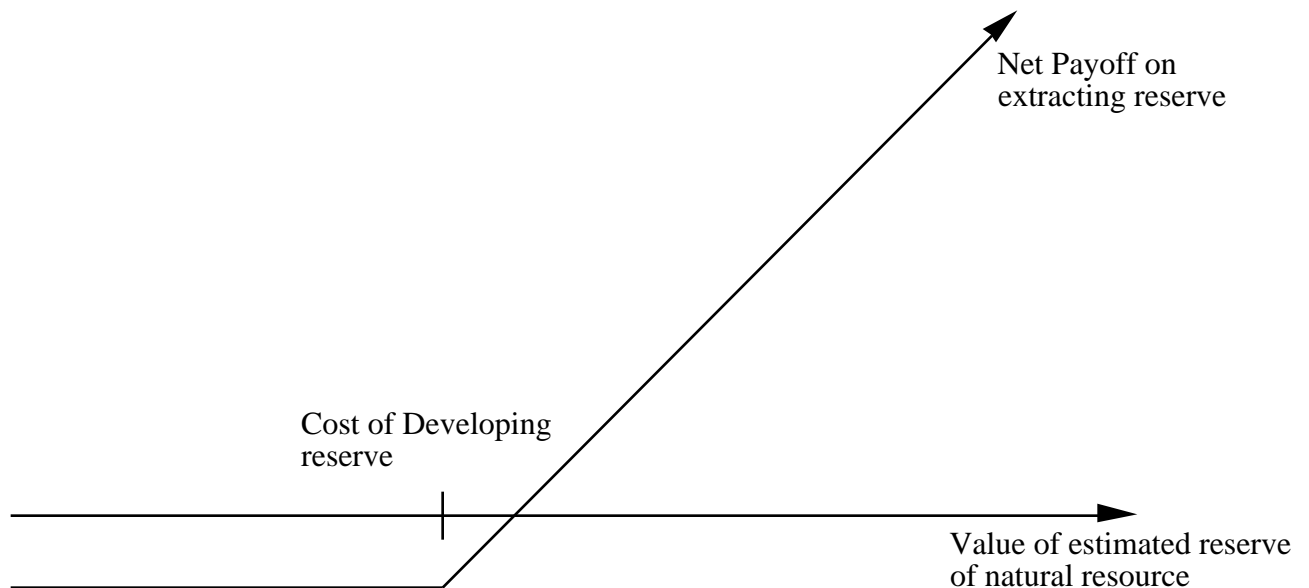 Net Payoff on
extracting reserve
Cost of Developing
reserve
Value of estimated reserve
of natural resource